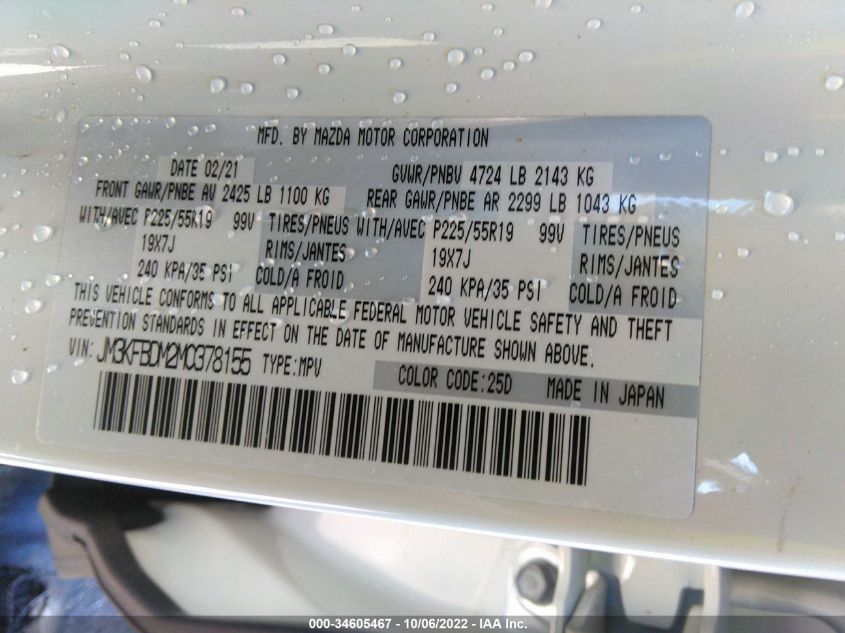 MFD. BY MAZDA MOTOR CORPORATION
DATE 02/21 GVWR/PNBV 4724 LB 2143 KG
FRONT GAWR/PNBE AV 2425 LB 1100 KG REAR GAWR/PNBE AR 2299 LB 1043 KG
WITH/AVEC P225/55R19 99V TIRES/PNEUS WITH/AVEC P225/55R19 99V TIRES/PNEUS
19X7J RIMS/JANTES 19X7J RIMS/JANTES
240 KPA/35 PSI COLD/A FROID 240 KPA/35 PSI COLD/A FROID
THIS VEHICLE CONFORMS TO ALL APPLICABLE FEDERAL MOTOR VEHICLE SAFETY AND THEFT
PREVENTION STANDARDS IN EFFECT ON THE DATE OF MANUFACTURE SHOWN ABOVE.
VIN: JM3KFBDM2M0378155 TYPE:MPV COLOR CODE:25D MADE IN JAPAN
000-34605467 - 10/06/2022 - IAA Inc.